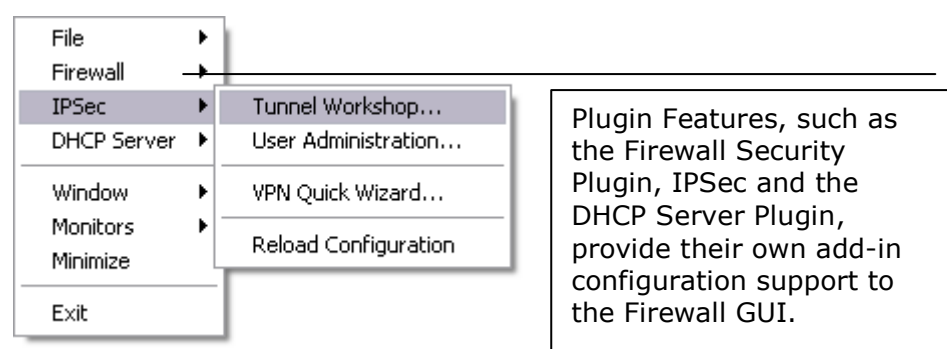 File
Firewall
IPSec
DHCP Server
Window
Monitors
Minimize
Exit
Tunnel Workshop...
User Administration...
VPN Quick Wizard...
Reload Configuration
Plugin Features, such as
the Firewall Security
Plugin, IPSec and the
DHCP Server Plugin,
provide their own add-in
configuration support to
the Firewall GUI.